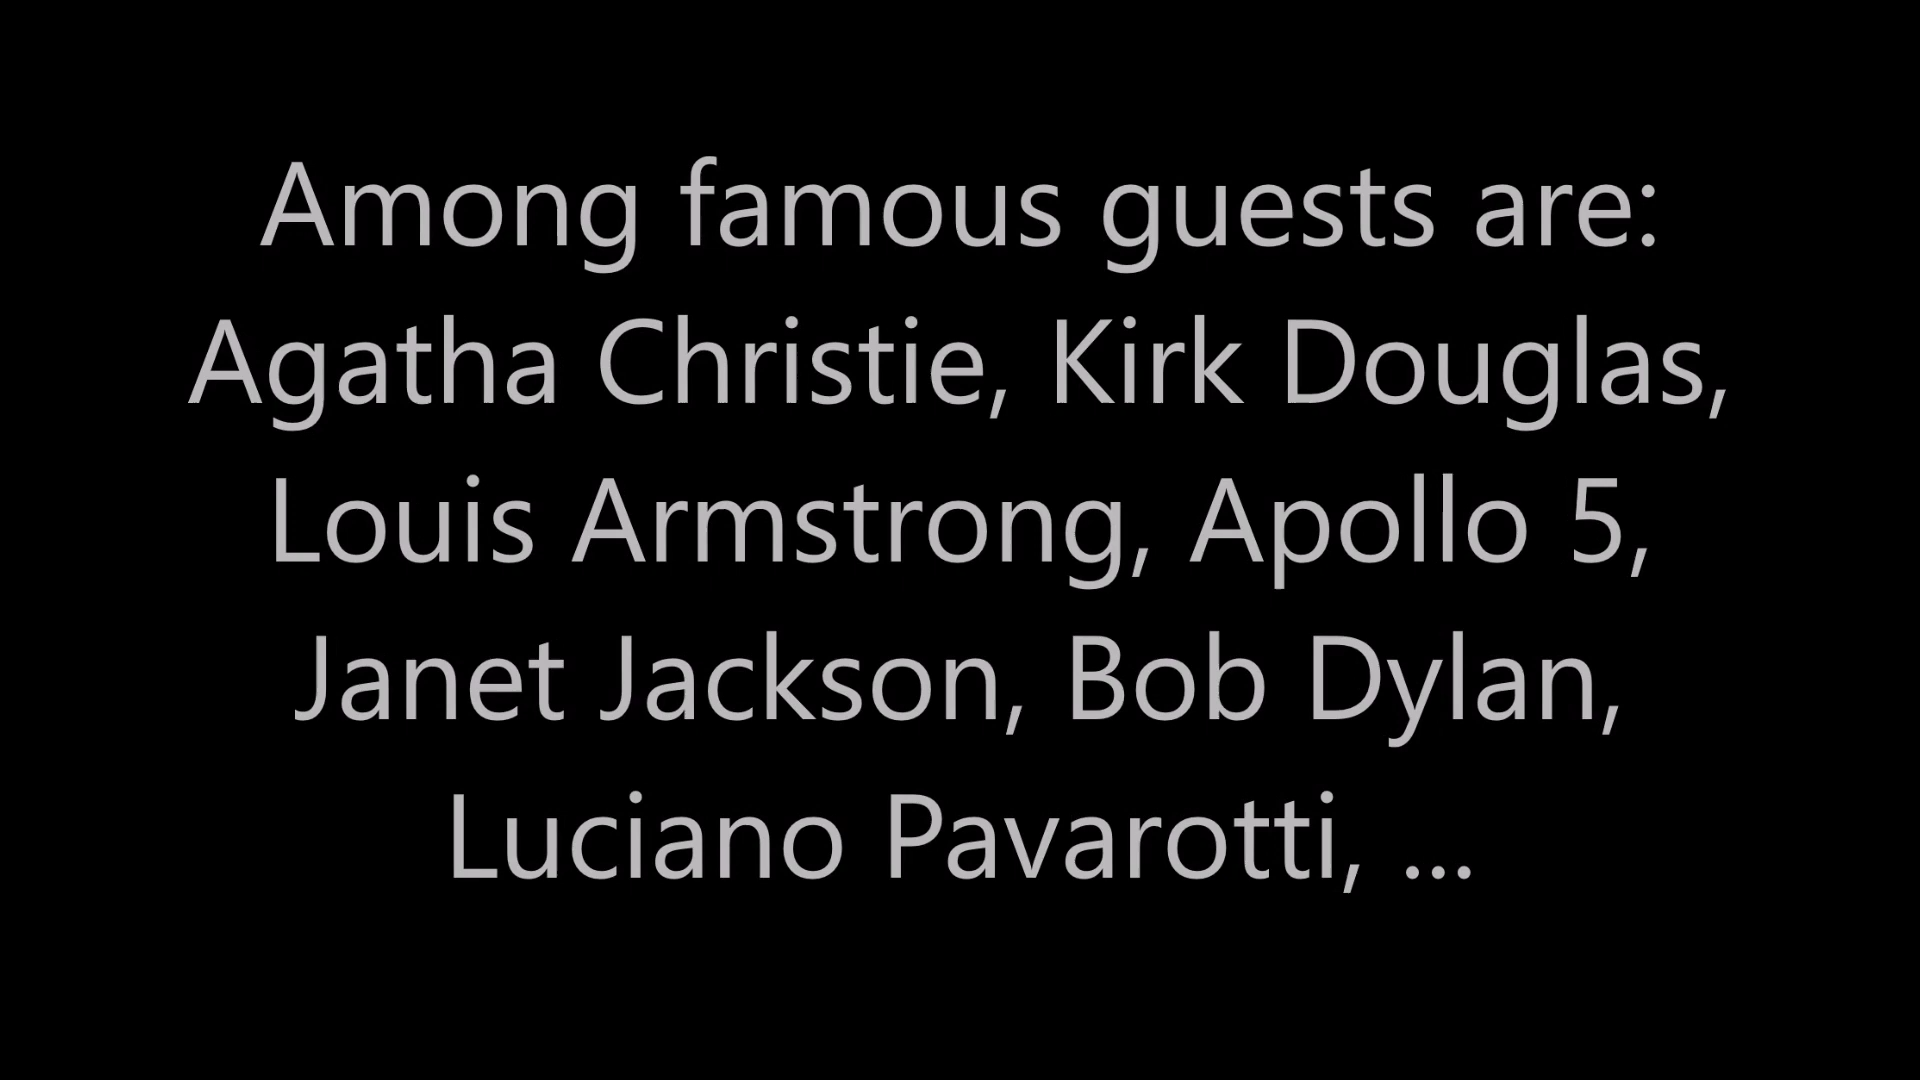 Among famous guests are:
Agatha Christie, Kirk Douglas,
Louis Armstrong, Apollo 5,
Janet Jackson, Bob Dylan,
Luciano Pavarotti, ...